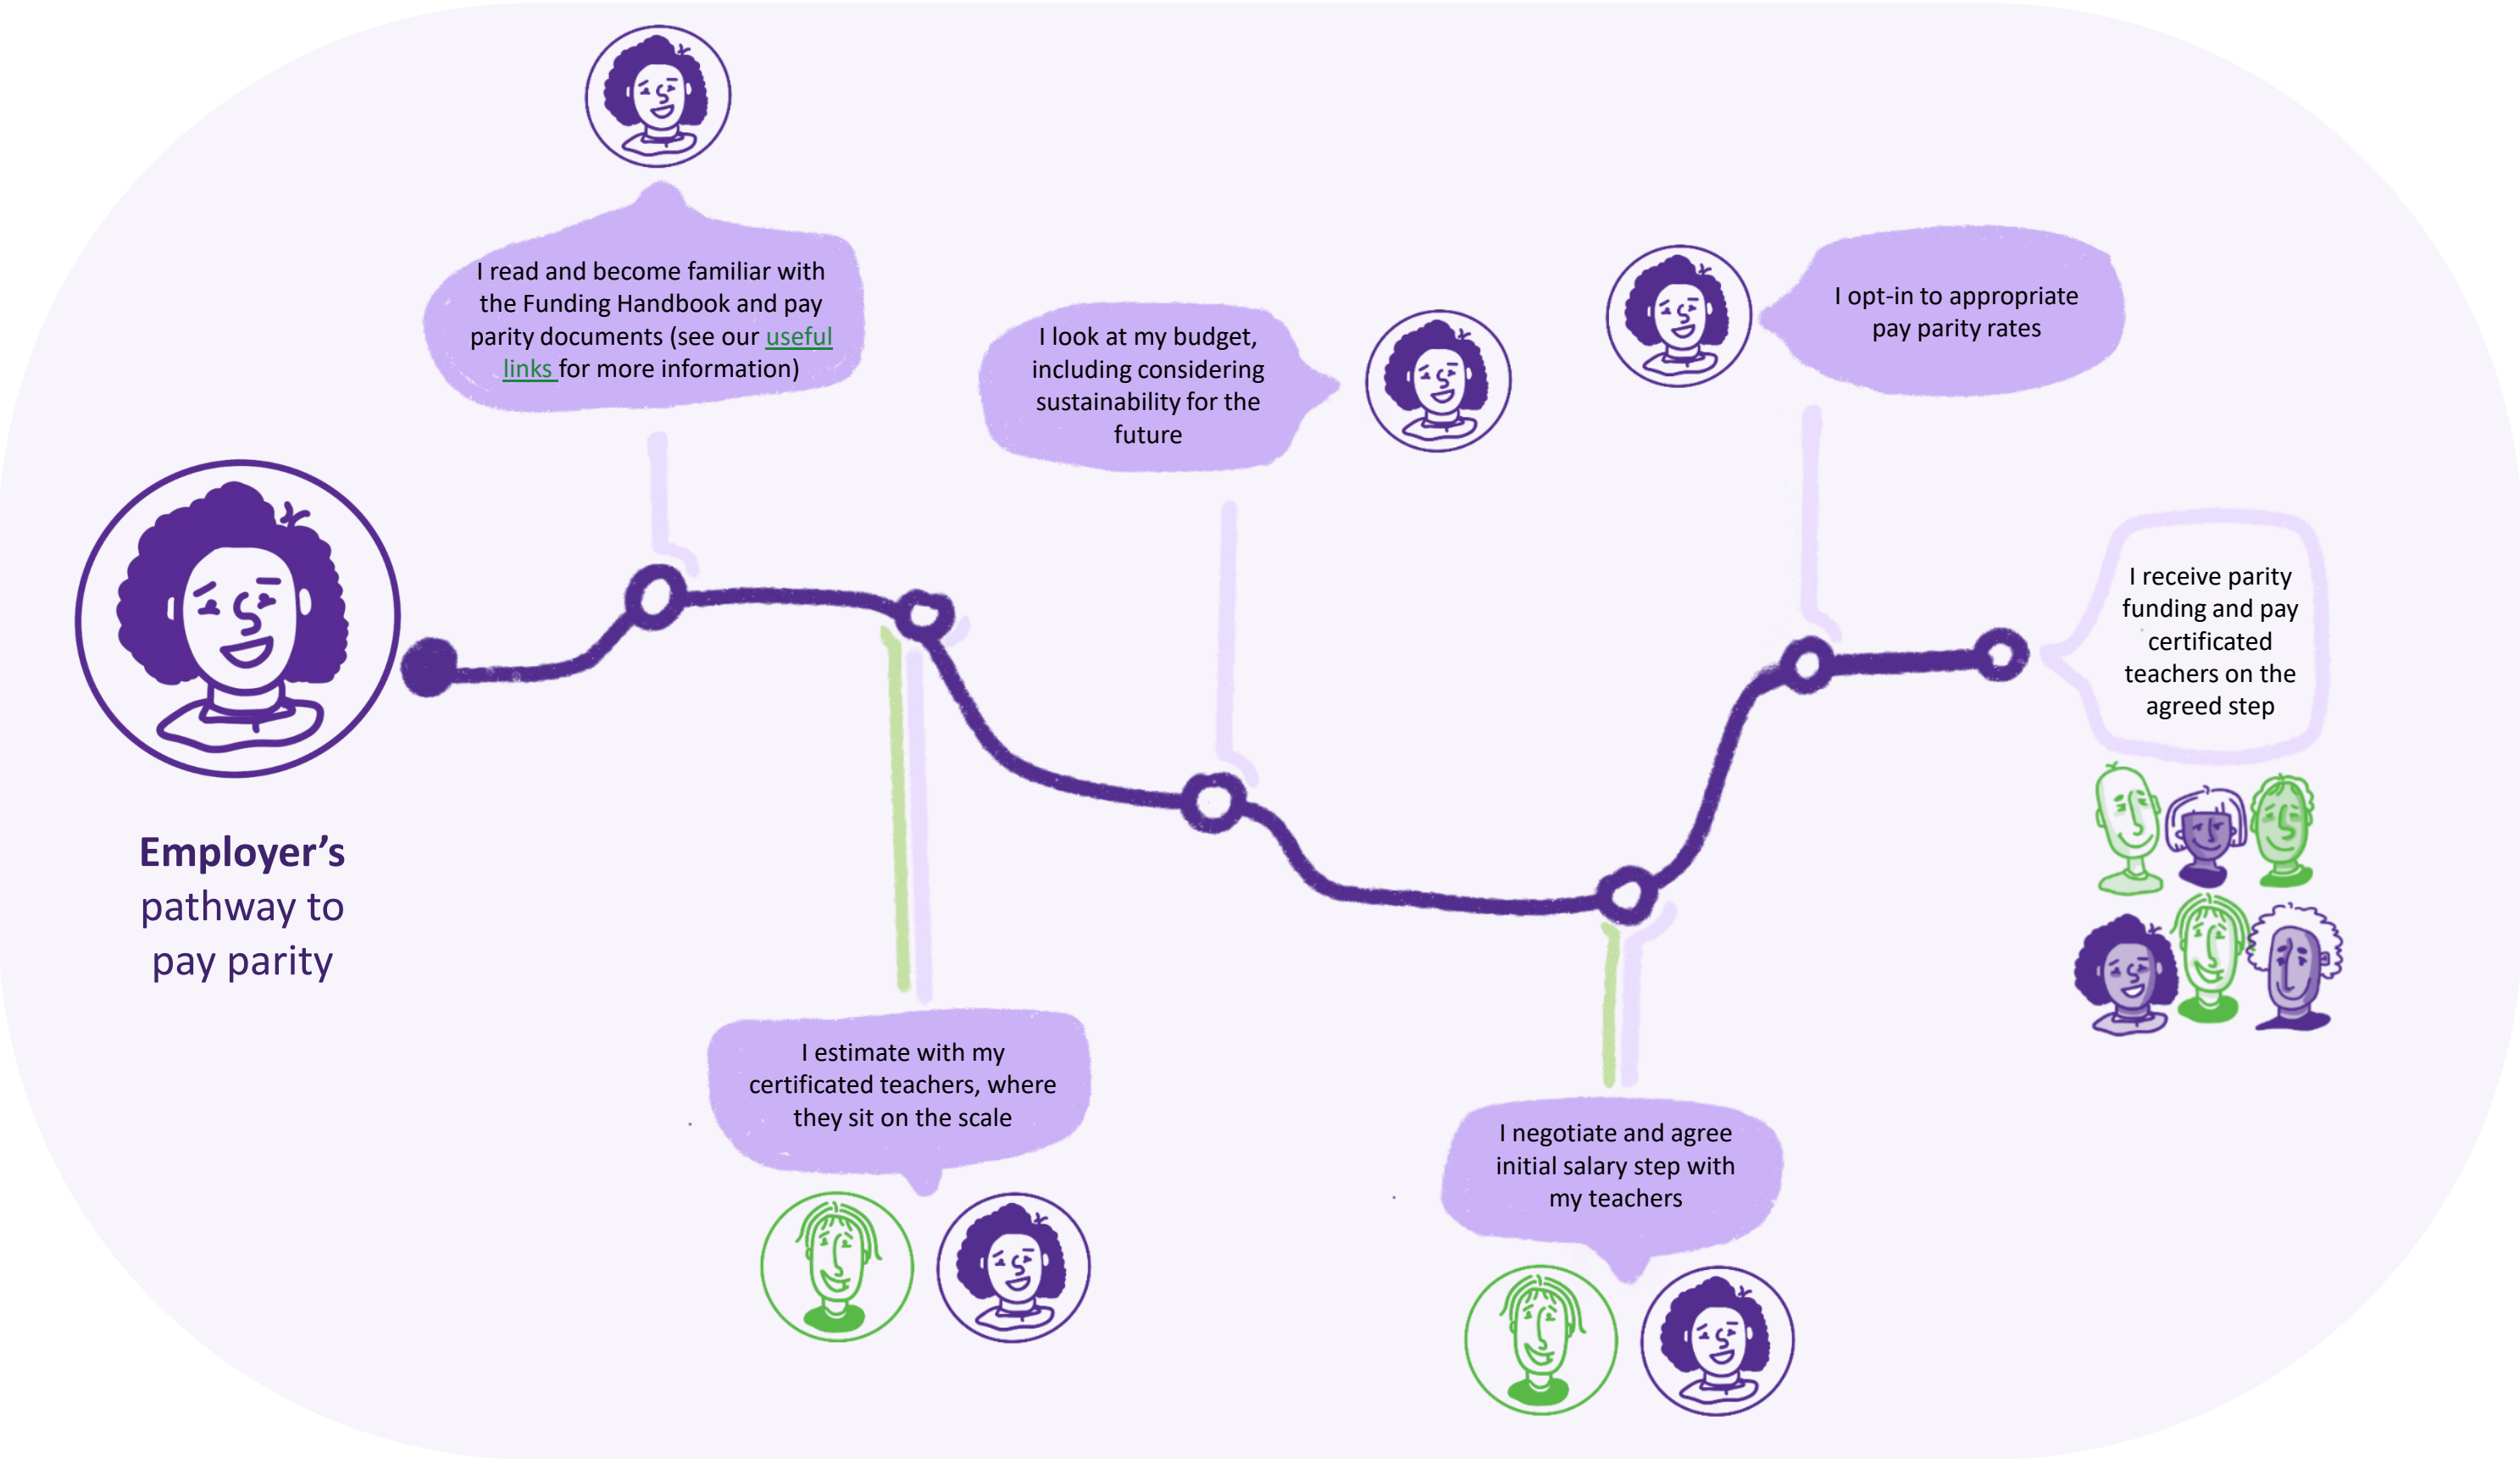 Employer’s
pathway to
pay parity
I read and become familiar with
the Funding Handbook and pay
parity documents (see our useful
links for more information)
I estimate with my
certificated teachers, where
they sit on the scale
I look at my budget,
including considering
sustainability for the
future
I negotiate and agree
initial salary step with
my teachers
I opt-in to appropriate
pay parity rates
I receive parity
funding and pay
certificated
teachers on the
agreed step